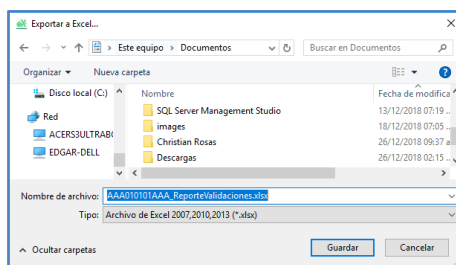 Exportar a Excel...
Este equipo > Documentos
Buscar en Documentos
Organizar
Nueva carpeta
Disco local (C:)
Red
ACERS3ULTRAB
EDGAR-DELL
Nombre
Fecha de modifica
SQL Server Management Studio
13/12/2018 07:19 ..
images
18/12/2018 07:05 ..
Christian Rosas
26/12/2018 09:37 a
Descargas
26/12/2018 02:15 ..
Nombre de archivo:
AAA010101AAA_ReporteValidaciones.xlsx
Tipo:
Archivo de Excel 2007,2010,2013 (*.xlsx)
Ocultar carpetas
Guardar
Cancelar